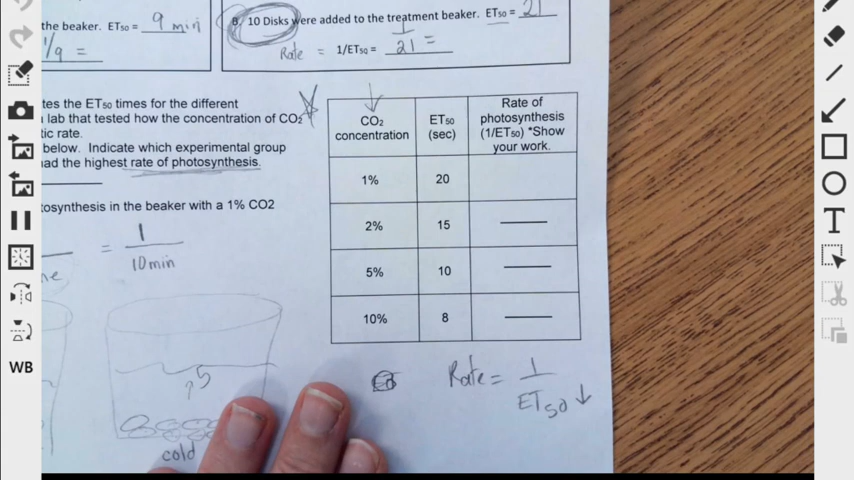 the beaker. ET50 = 9 min
1/9 =
8. 10 Disks were added to the treatment beaker. ET50 = 21
Rate = 1/ET50 = 1/21 =
tes the ET50 times for the different
lab that tested how the concentration of CO2
tic rate.
below. Indicate which experimental group
ad the highest rate of photosynthesis.
tosynthesis in the beaker with a 1% CO2
= 1/10min
CO2 concentration
ET50 (sec)
Rate of photosynthesis (1/ET50) *Show your work.
1% 20
2% 15
5% 10
10% 8
Rate = 1/ET50 ↓
5
cold
T
WB